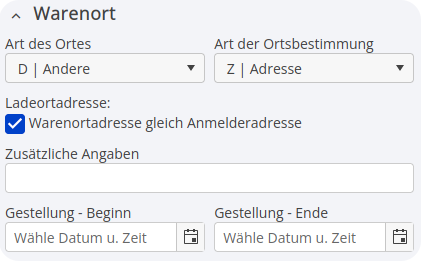 Warenort
Art des Ortes Art der Ortsbestimmung
D | Andere Z | Adresse
Ladeortadresse:
Warenortadresse gleich Anmelderadresse
Zusätzliche Angaben
Gestellung - Beginn Gestellung - Ende
Wähle Datum u. Zeit Wähle Datum u. Zeit